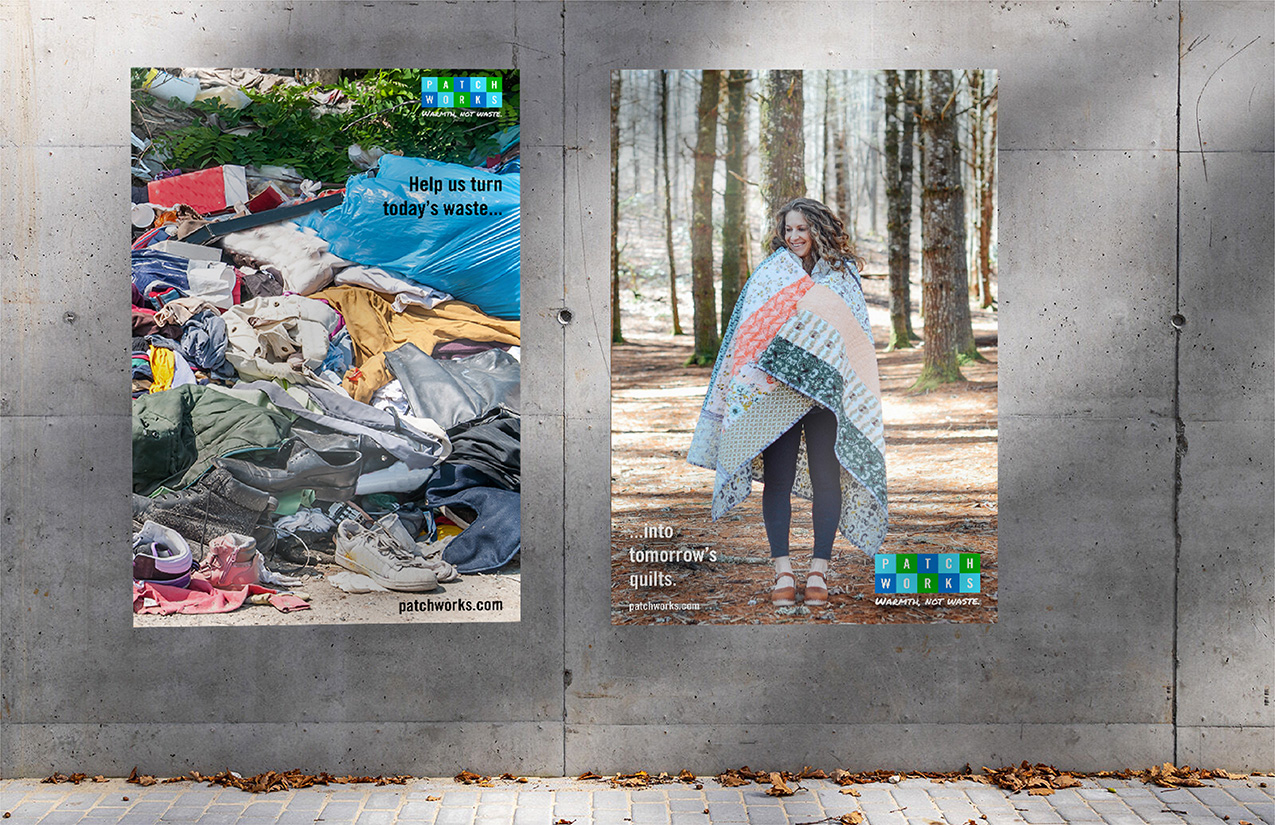 PATCH
WORKS
WARMTH, NOT WASTE.
Help us turn
today's waste...
patchworks.com
...into
tomorrow's
quilts.
patchworks.com
PATCH
WORKS
WARMTH, NOT WASTE.